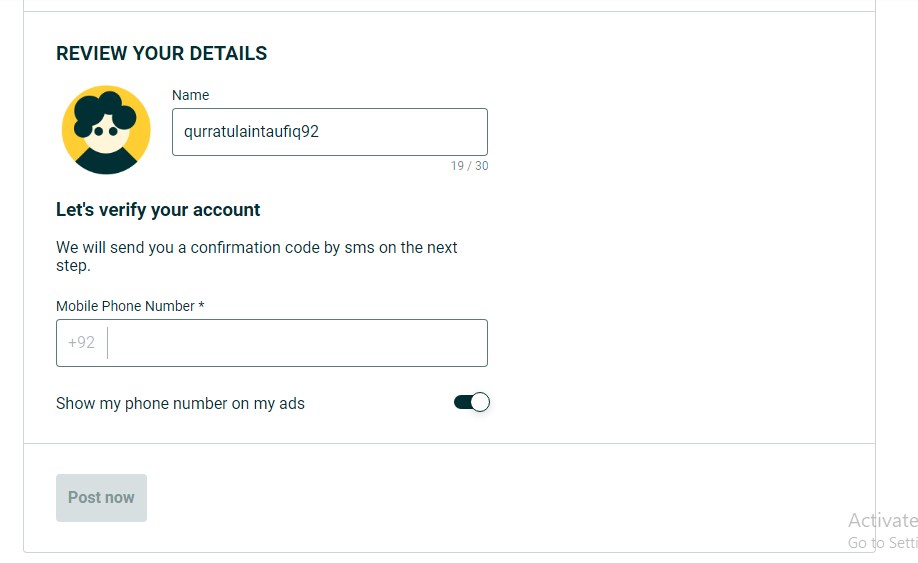 REVIEW YOUR DETAILS
Name
qurratulaintaufiq92
19 / 30
Let's verify your account
We will send you a confirmation code by sms on the next
step.
Mobile Phone Number *
+92
Show my phone number on my ads
Post now
Activate
Go to Setti